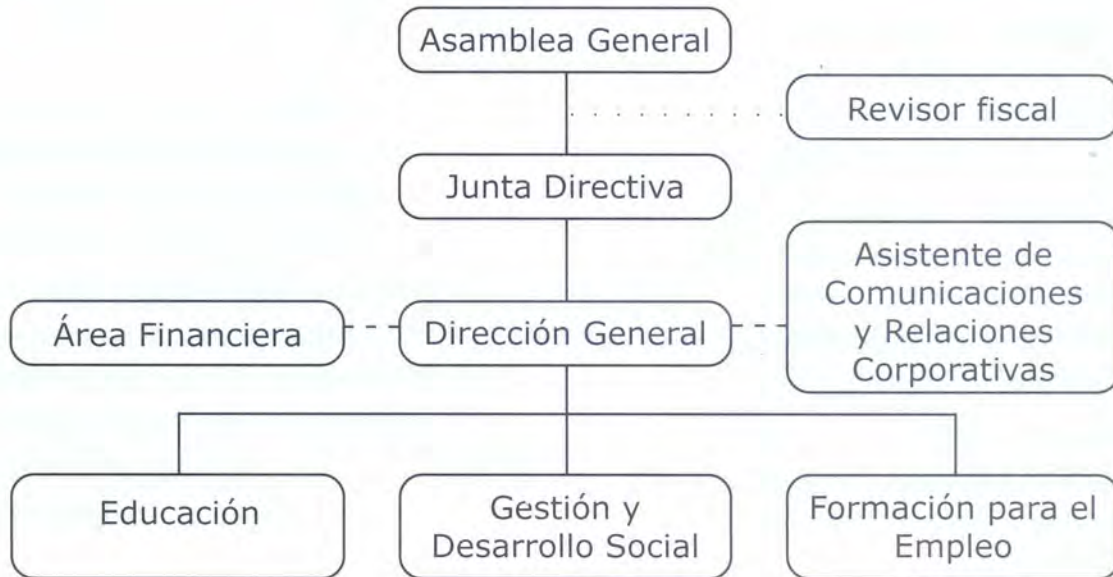 Asamblea General
Revisor fiscal
Junta Directiva
Asistente de
Comunicaciones
y Relaciones
Corporativas
Área Financiera
Dirección General
Educación
Gestión y
Desarrollo Social
Formación para el
Empleo